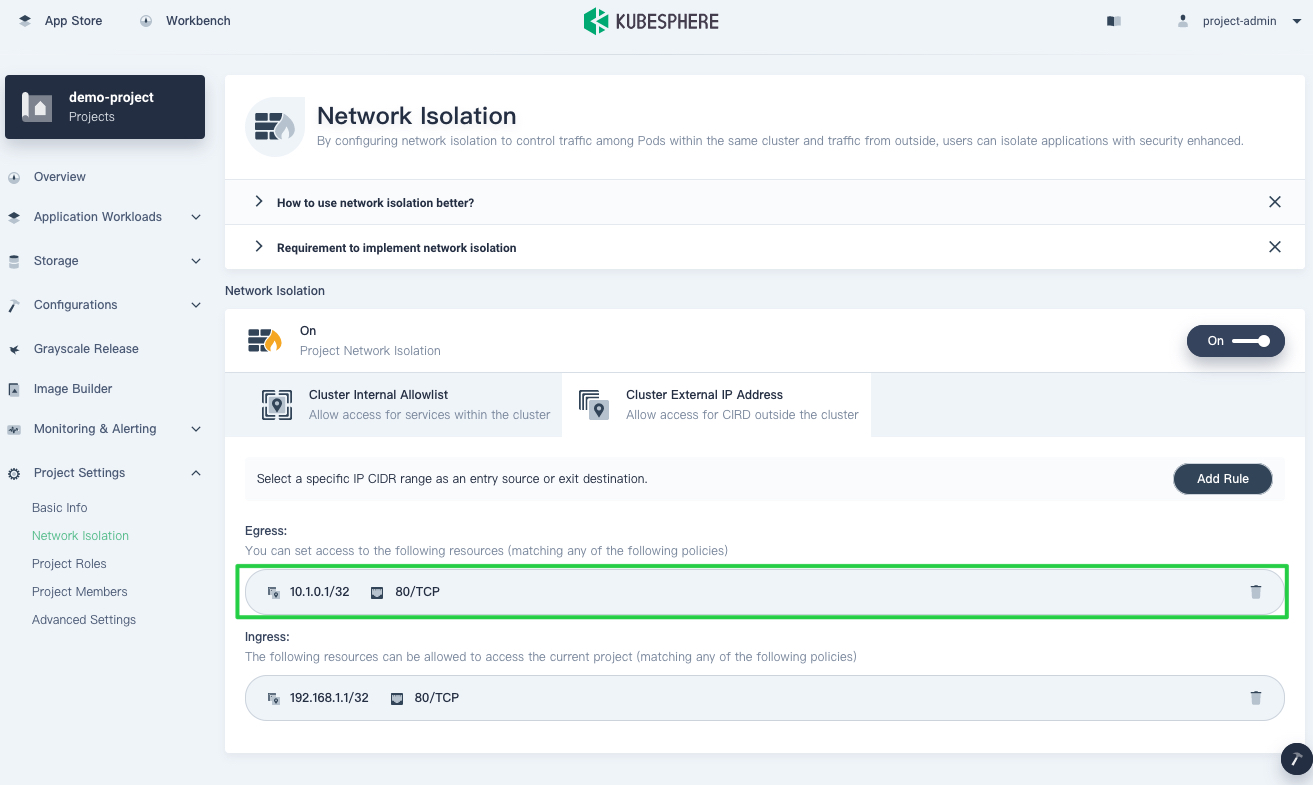 App Store
Workbench
KUBESPHERE
project-admin
demo-project
Projects
Overview
Application Workloads
Storage
Configurations
Grayscale Release
Image Builder
Monitoring & Alerting
Project Settings
Basic Info
Network Isolation
Project Roles
Project Members
Advanced Settings
Network Isolation
By configuring network isolation to control traffic among Pods within the same cluster and traffic from outside, users can isolate applications with security enhanced.
How to use network isolation better?
Requirement to implement network isolation
Network Isolation
On
Project Network Isolation
On
Cluster Internal Allowlist
Allow access for services within the cluster
Cluster External IP Address
Allow access for CIRD outside the cluster
Select a specific IP CIDR range as an entry source or exit destination.
Add Rule
Egress:
You can set access to the following resources (matching any of the following policies)
10.1.0.1/32 80/TCP
Ingress:
The following resources can be allowed to access the current project (matching any of the following policies)
192.168.1.1/32 80/TCP